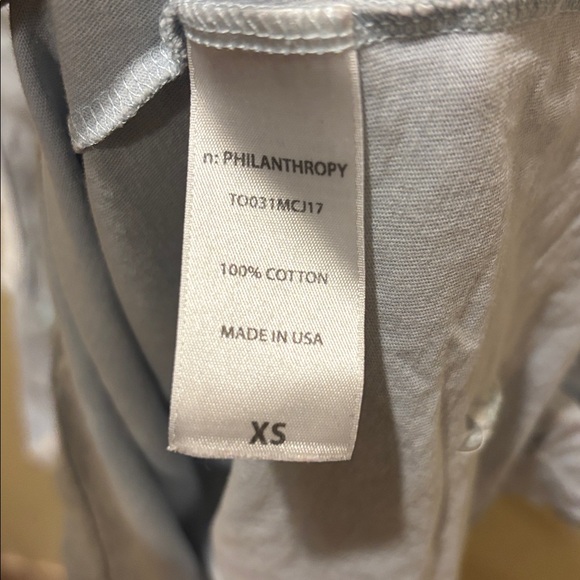 n: PHILANTHROPY
TO031MCJ17
100% COTTON
MADE IN USA
XS